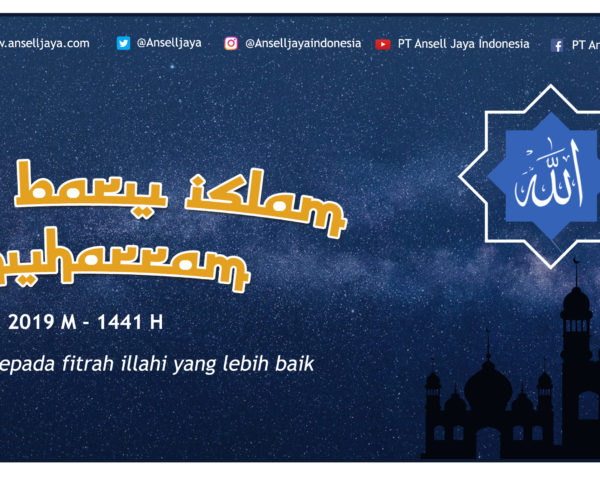 w.anselljaya.com @Anselljaya @Anselljayaindonesia PT Ansell Jaya Indonesia PT An
الله
baru islam
uharram
2019 M - 1441 H
epada fitrah illahi yang lebih baik